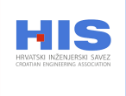 HIS
HRVATSKI INŽENJERSKI SAVEZ
CROATIAN ENGINEERING ASSOCIATION